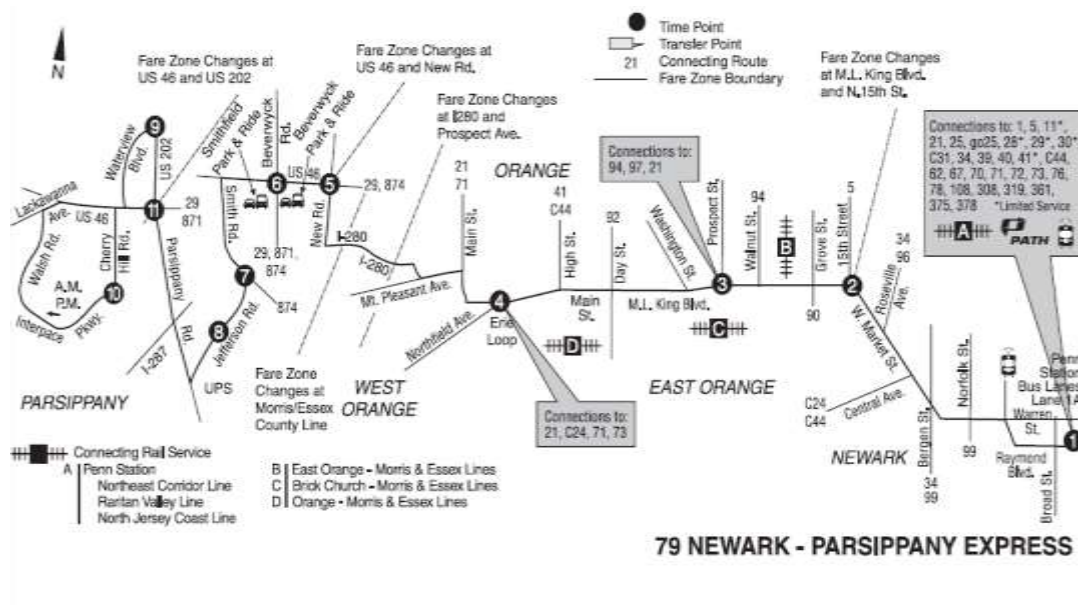 N
Fare Zone Changes at
US 46 and US 202
Fare Zone Changes at
US 46 and New Rd.
Fare Zone Changes
at I280 and
Prospect Ave.
Time Point
Transfer Point
21 Connecting Route
Fare Zone Boundary
Fare Zone Changes
at M.L. King Blvd.
and N.15th St.
Connections to: 1, 5, 11*,
21, 25, go25, 28*, 29*, 30*
C31, 34, 39, 40, 41*, C44,
62, 67, 70, 71, 72, 73, 76,
78, 108, 308, 319, 361,
375, 378 *Limited Service
A PATH
Connections to:
94, 97, 21
Smithfield
Park & Ride
Beverwyck
Rd.
Beverwyck
Park & Ride
9
Waterview
Blvd.
US 202
6
US 46
5
29, 874
Lackawanna
Ave.
US 46
11
29
871
Walsh Rd.
Cherry
Hill Rd.
A.M.
P.M.
10
Interpace
Pkwy.
Parsippany
Rd.
I-287
Smith Rd.
7
29, 871,
874
874
8
Jefferson Rd.
UPS
New Rd.
I-280
I-280
Mt. Pleasant Ave.
21
71
Main St.
ORANGE
41
C44
High St.
92
Day St.
Washington St.
Prospect St.
94
Walnut St.
B
Grove St.
90
5
15th Street
34
96
Roseville
Ave.
4
Erie
Loop
Northfield Ave.
Main
St.
M.L. King Blvd.
3
2
D
C
W. Market St.
Central Ave.
C24
C44
Bergen St.
34
99
Norfolk St.
99
Penn
Station
Bus Lanes
Lane 1A
Warren
St.
1
Raymond
Blvd.
Broad St.
Fare Zone
Changes at
Morris/Essex
County Line
Connections to:
21, C24, 71, 73
PARSIPPANY
WEST
ORANGE
EAST ORANGE
NEWARK
Connecting Rail Service
A Penn Station
Northeast Corridor Line
Raritan Valley Line
North Jersey Coast Line
B East Orange - Morris & Essex Lines
C Brick Church - Morris & Essex Lines
D Orange - Morris & Essex Lines
79 NEWARK - PARSIPPANY EXPRESS